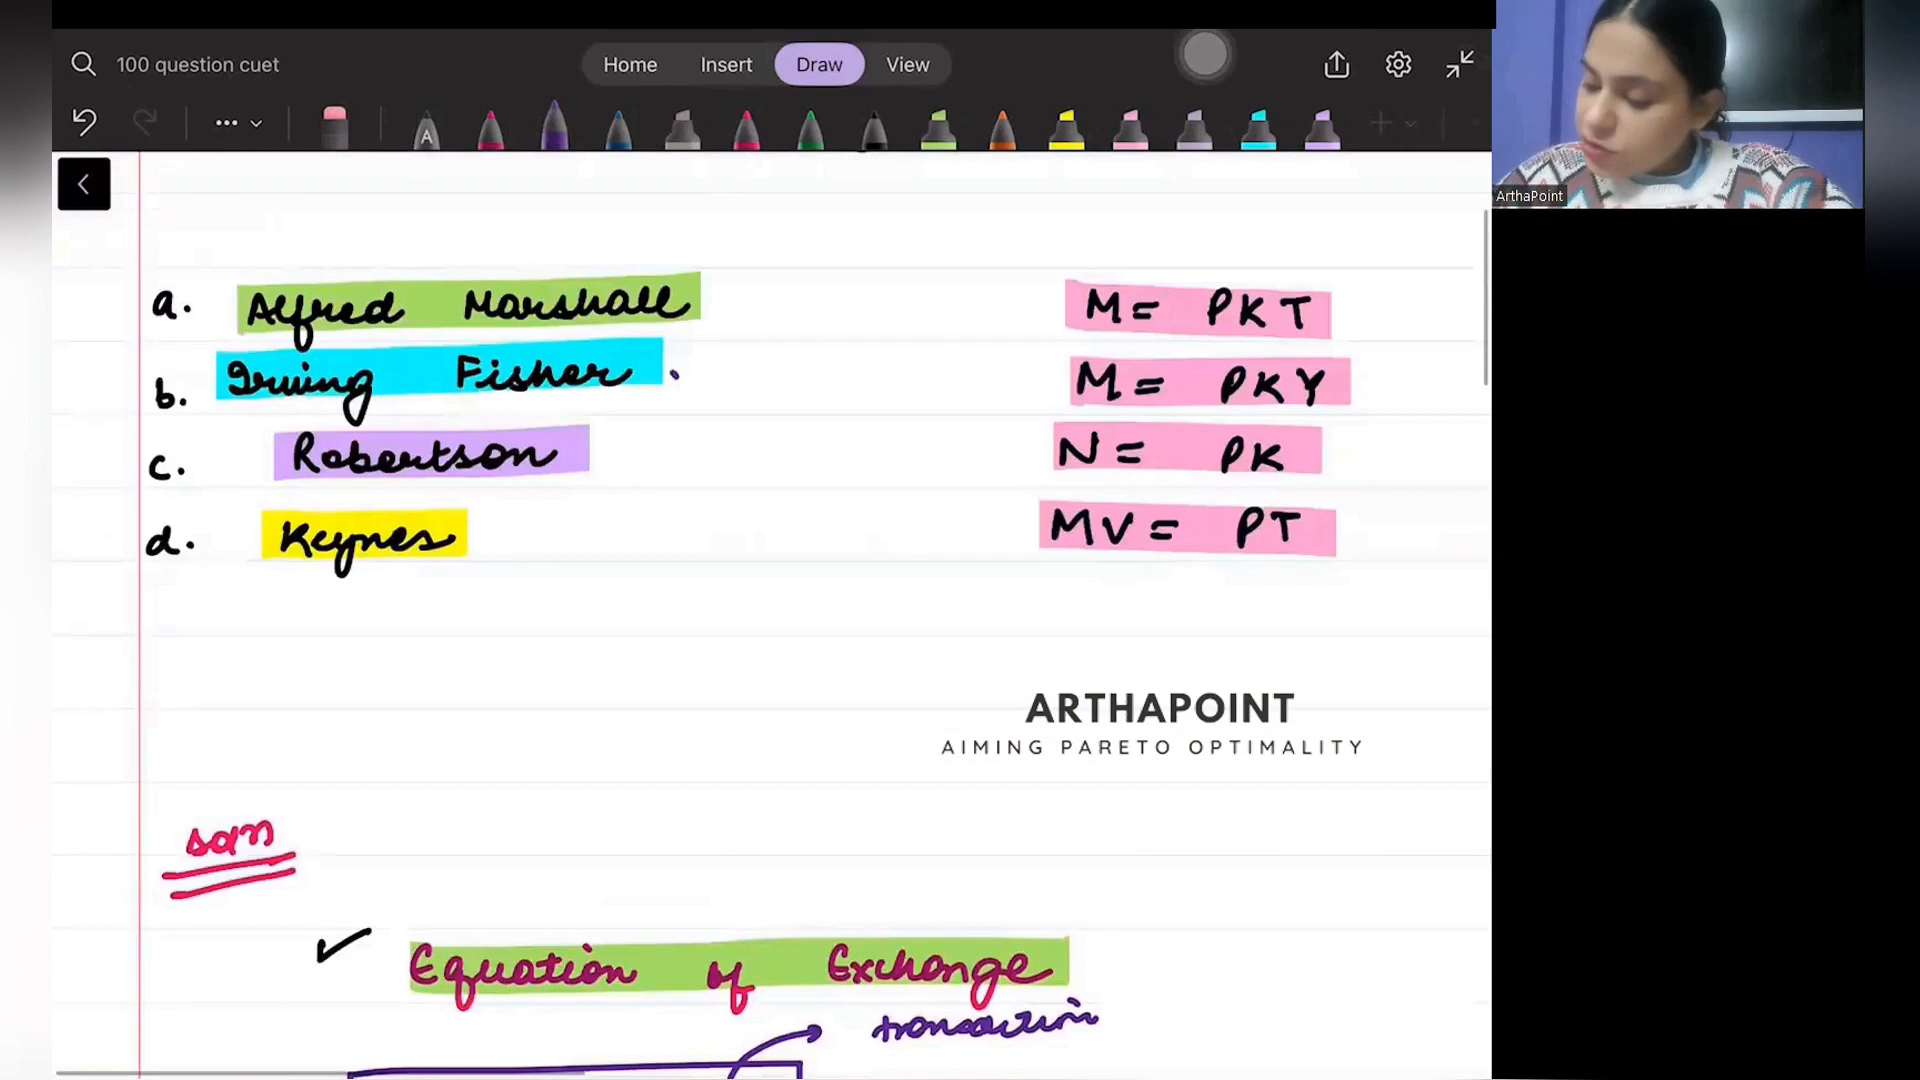 100 question cuet
Home Insert Draw View
A
ArthaPoint
a. Alfred Marshall M = PKT
b. Irving Fisher . M = PKY
c. Robertson N = PK
d. Keynes MV = PT
ARTHAPOINT
AIMING PARETO OPTIMALITY
✓ Equation of Exchange
transaction